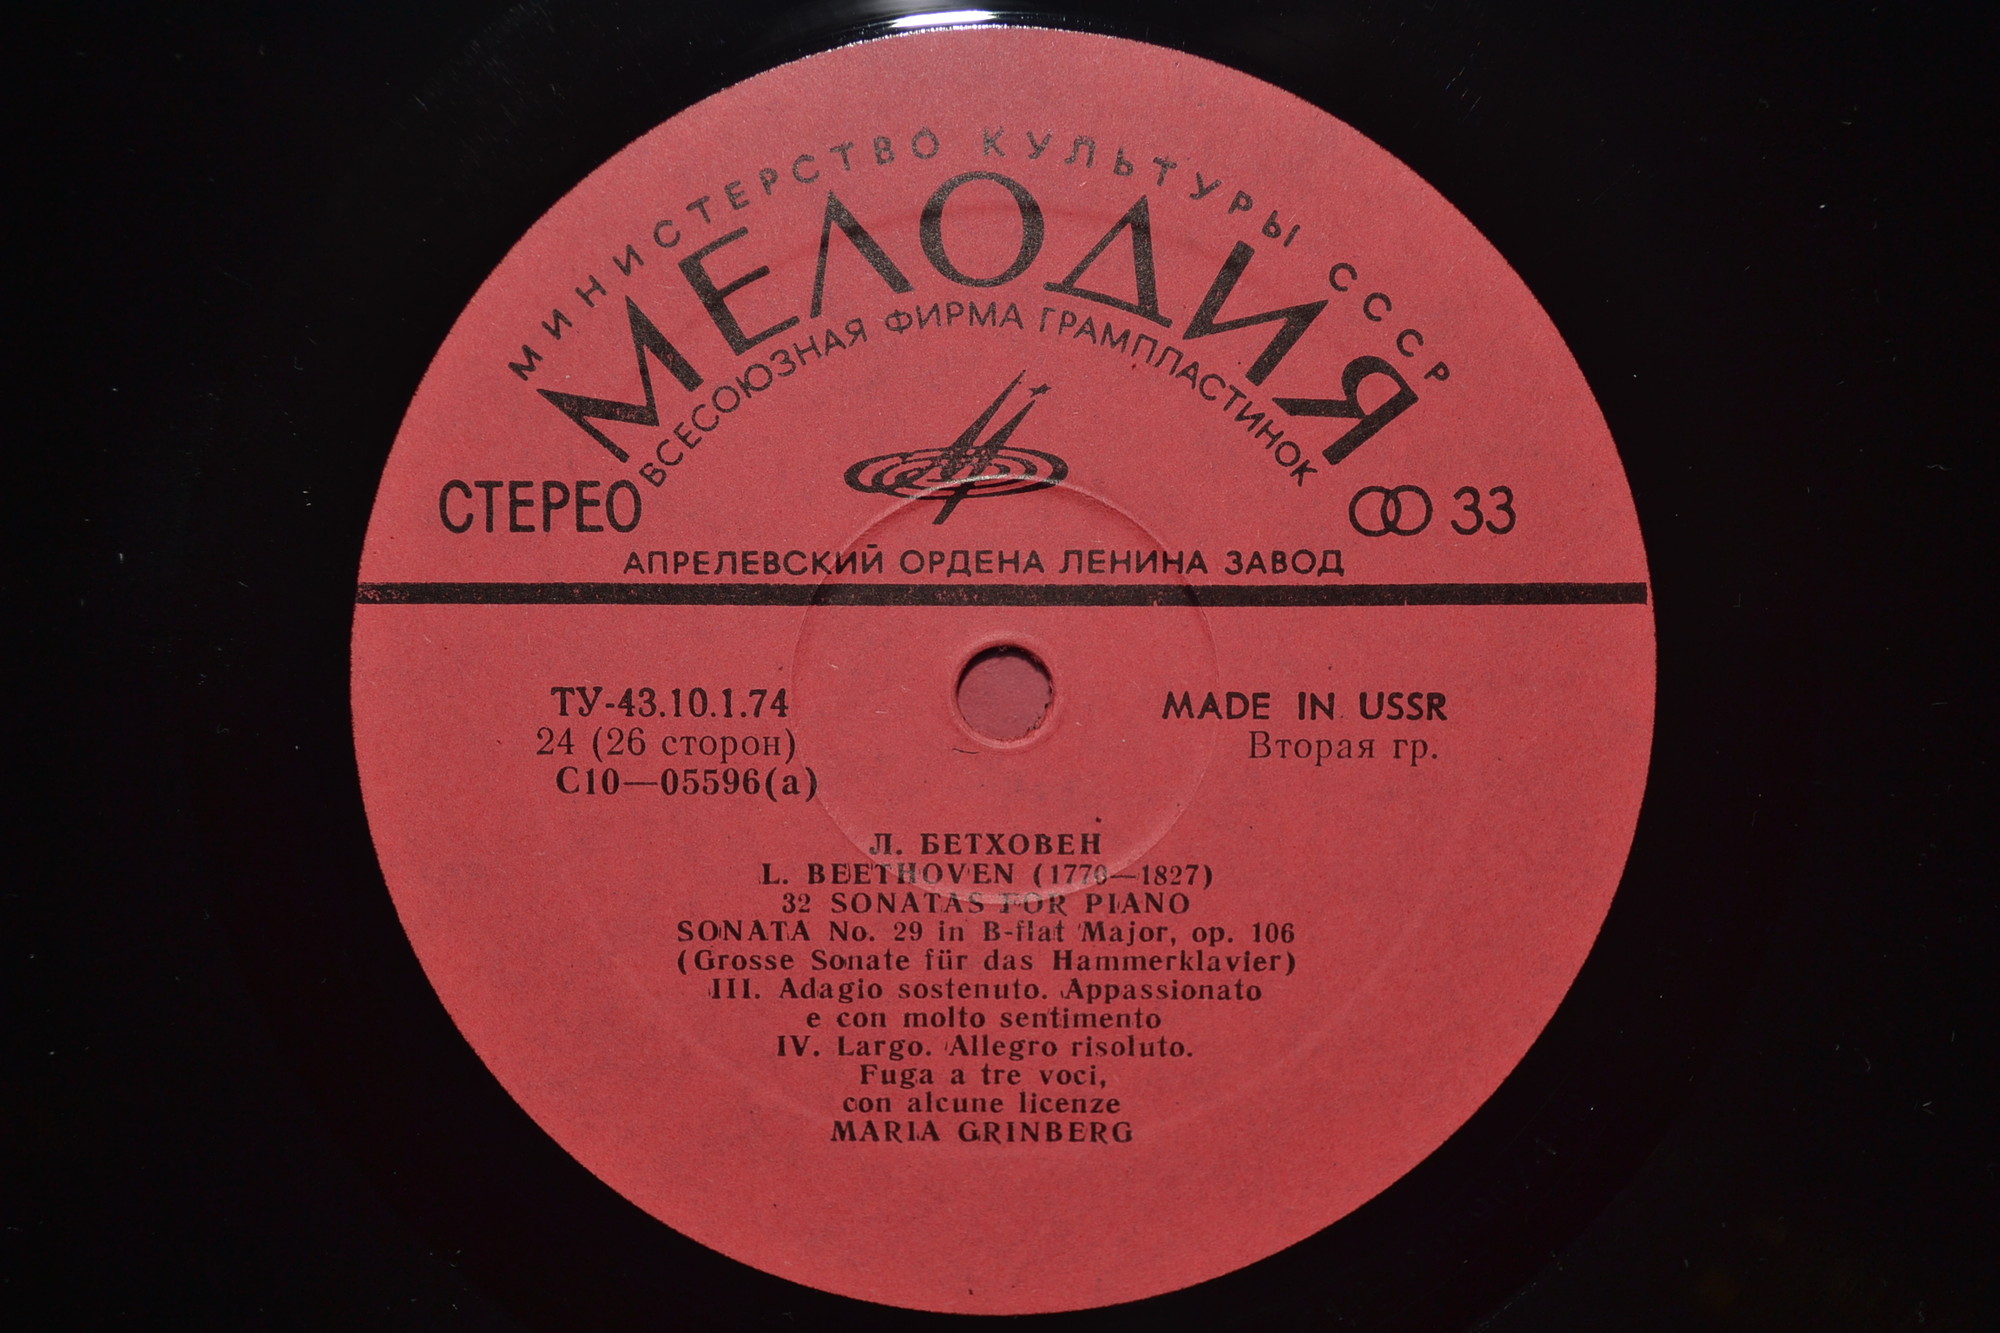 МИНИСТЕРСТВО КУЛЬТУРЫ СССР
МЕЛОДИЯ
ВСЕСОЮЗНАЯ ФИРМА ГРАМПЛАСТИНОК
СТЕРЕО
33
АПРЕЛЕВСКИЙ ОРДЕНА ЛЕНИНА ЗАВОД
ТУ-43.10.1.74
24 (26 сторон)
С10—05596(а)
MADE IN USSR
Вторая гр.
Л. БЕТХОВЕН
L. BEETHOVEN (1770—1827)
32 SONATAS FOR PIANO
SONATA No. 29 in B-flat Major, op. 106
(Grosse Sonate für das Hammerklavier)
III. Adagio sostenuto. Appassionato
e con molto sentimento
IV. Largo. Allegro risoluto.
Fuga a tre voci,
con alcune licenze
MARIA GRINBERG